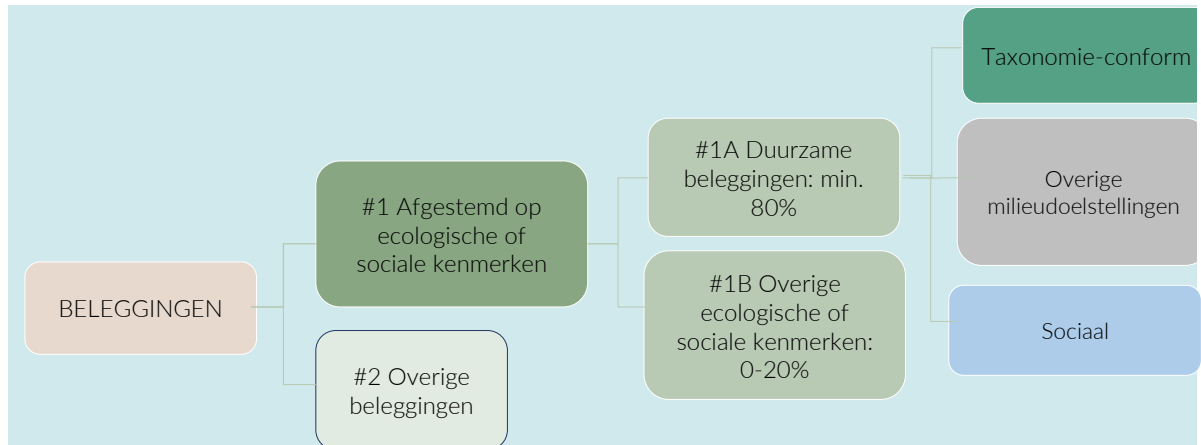 BELEGGINGEN
#1 Afgestemd op
ecologische of
sociale kenmerken
#2 Overige
beleggingen
#1A Duurzame
beleggingen: min.
80%
#1B Overige
ecologische of
sociale kenmerken:
0-20%
Taxonomie-conform
Overige
milieudoelstellingen
Sociaal